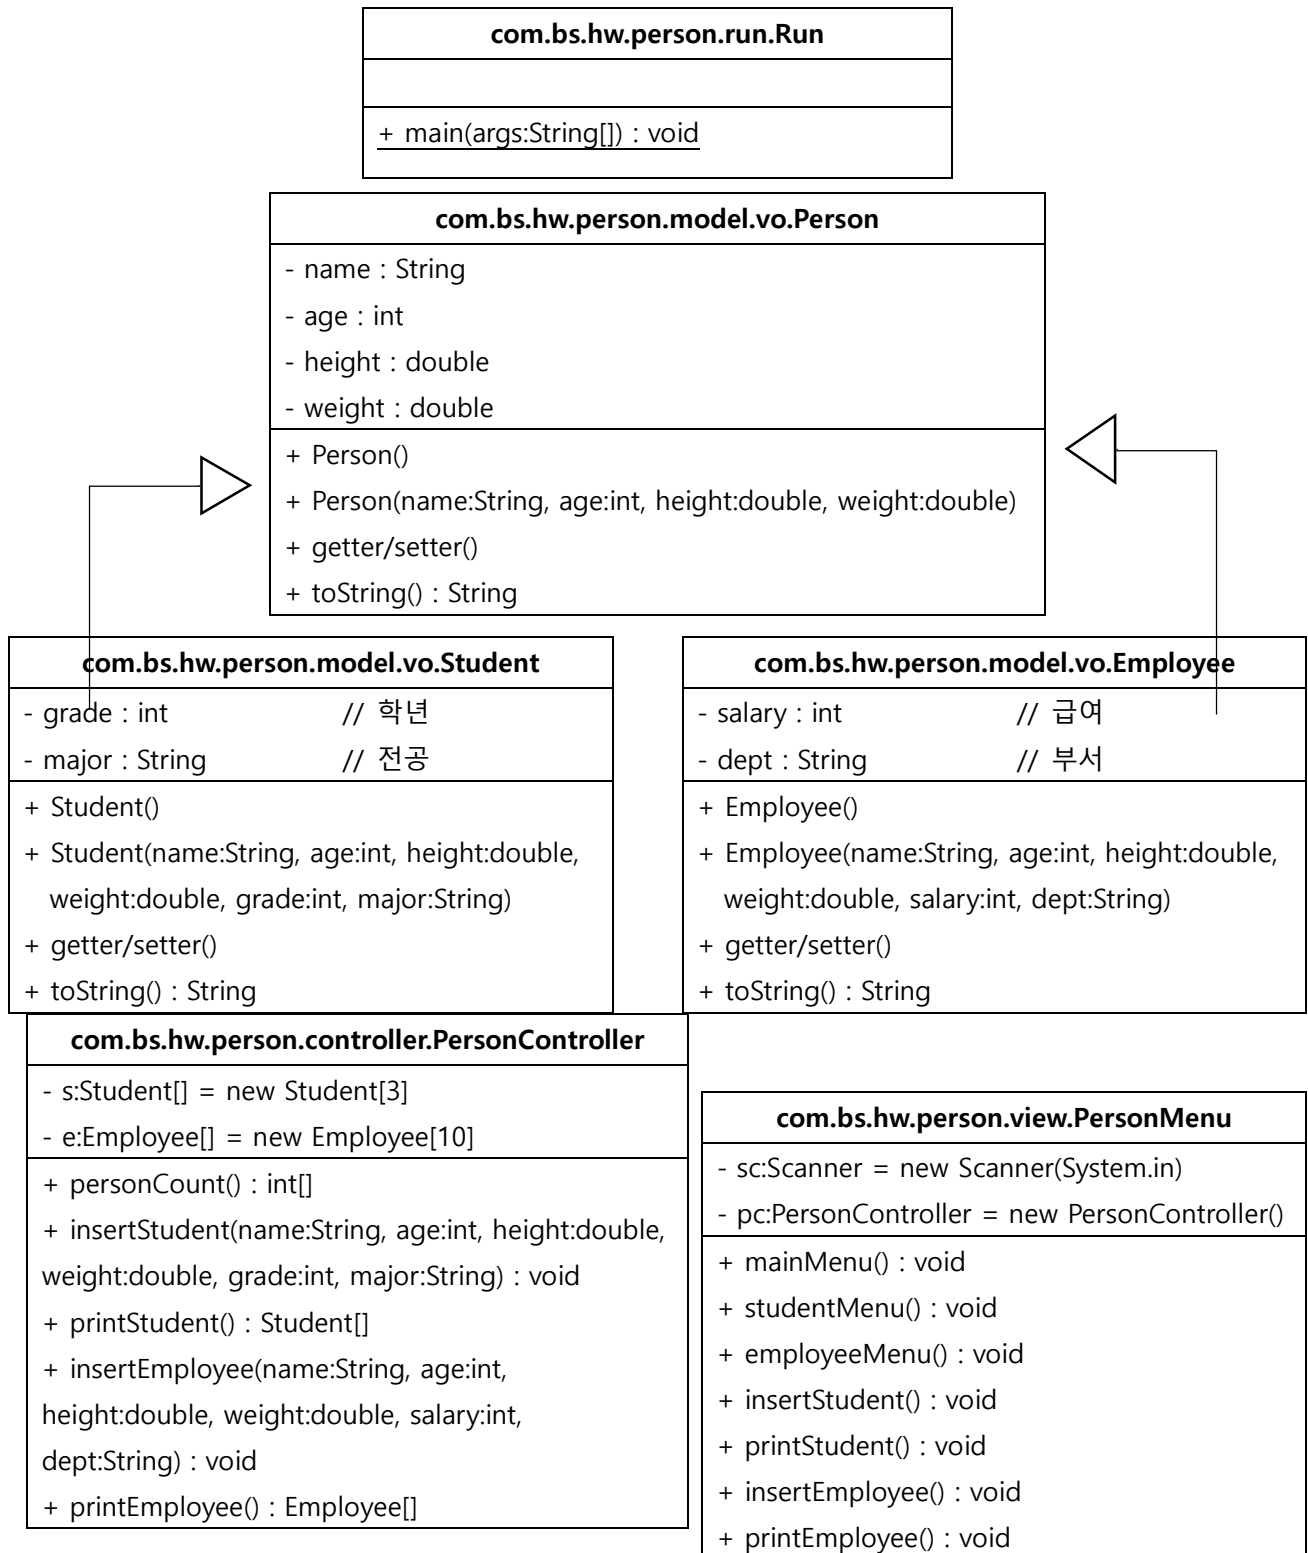 com.bs.hw.person.run.Run
+ main(args:String[]) : void
com.bs.hw.person.model.vo.Person
- name : String
- age : int
- height : double
- weight : double
+ Person()
+ Person(name:String, age:int, height:double, weight:double)
+ getter/setter()
+ toString() : String
com.bs.hw.person.model.vo.Student
- grade : int // 학년
- major : String // 전공
+ Student()
+ Student(name:String, age:int, height:double,
weight:double, grade:int, major:String)
+ getter/setter()
+ toString() : String
com.bs.hw.person.model.vo.Employee
- salary : int // 급여
- dept : String // 부서
+ Employee()
+ Employee(name:String, age:int, height:double,
weight:double, salary:int, dept:String)
+ getter/setter()
+ toString() : String
com.bs.hw.person.controller.PersonController
- s:Student[] = new Student[3]
- e:Employee[] = new Employee[10]
+ personCount() : int[]
+ insertStudent(name:String, age:int, height:double,
weight:double, grade:int, major:String) : void
+ printStudent() : Student[]
+ insertEmployee(name:String, age:int,
height:double, weight:double, salary:int,
dept:String) : void
+ printEmployee() : Employee[]
com.bs.hw.person.view.PersonMenu
- sc:Scanner = new Scanner(System.in)
- pc:PersonController = new PersonController()
+ mainMenu() : void
+ studentMenu() : void
+ employeeMenu() : void
+ insertStudent() : void
+ printStudent() : void
+ insertEmployee() : void
+ printEmployee() : void